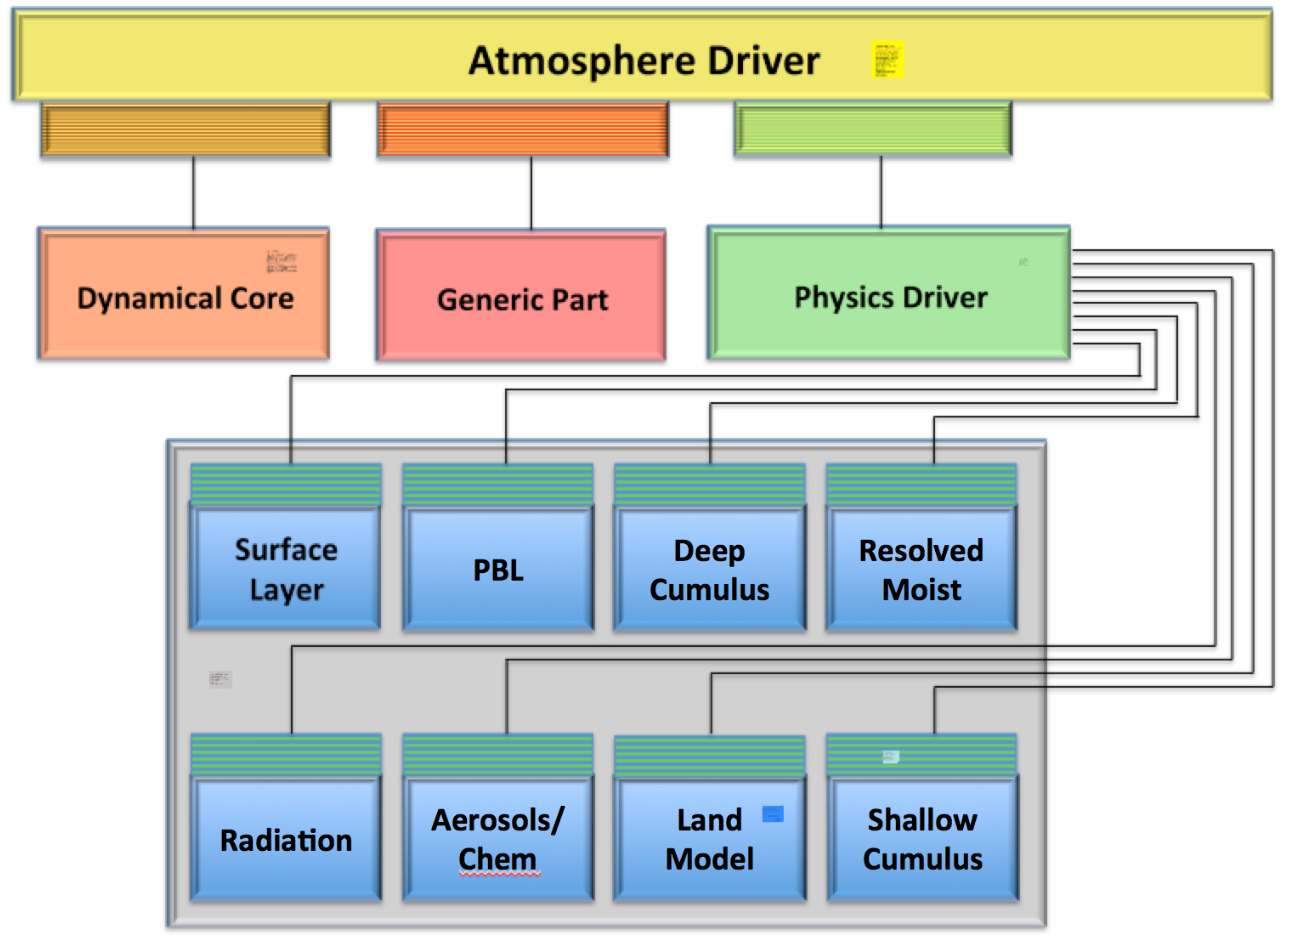 Atmosphere Driver
Dynamical Core
Generic Part
Physics Driver
Surface
Layer
PBL
Deep
Cumulus
Resolved
Moist
Radiation
Aerosols/
Chem
Land
Model
Shallow
Cumulus